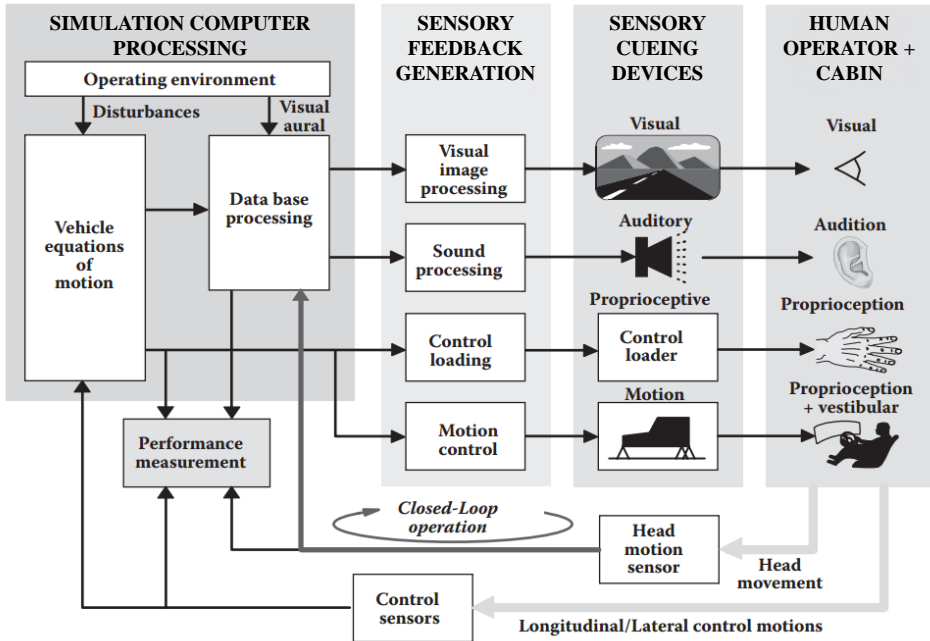 SIMULATION COMPUTER
PROCESSING
SENSORY
FEEDBACK
GENERATION
SENSORY
CUEING
DEVICES
HUMAN
OPERATOR +
CABIN
Operating environment
Disturbances
Visual
aural
Vehicle
equations
of
motion
Data base
processing
Visual
image
processing
Visual
Visual
Sound
processing
Auditory
Audition
Proprioceptive
Proprioception
Control
loading
Control
loader
Motion
Proprioception
+ vestibular
Performance
measurement
Motion
control
Closed-Loop
operation
Head
motion
sensor
Head
movement
Control
sensors
Longitudinal/Lateral control motions